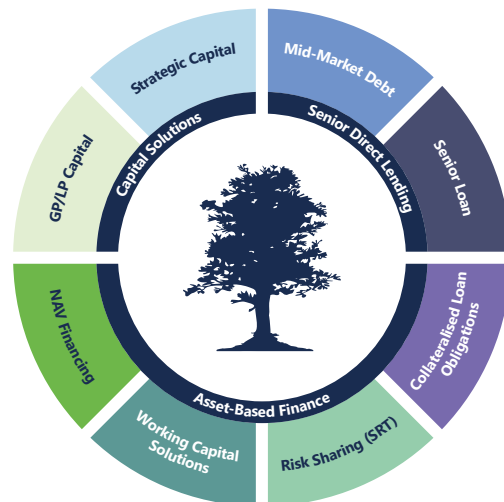 Strategic Capital
Mid-Market Debt
GP/LP Capital
Capital Solutions
Senior Direct Lending
Senior Loan
NAV Financing
Asset-Based Finance
Collateralised Loan
Obligations
Working Capital
Solutions
Risk Sharing (SRT)